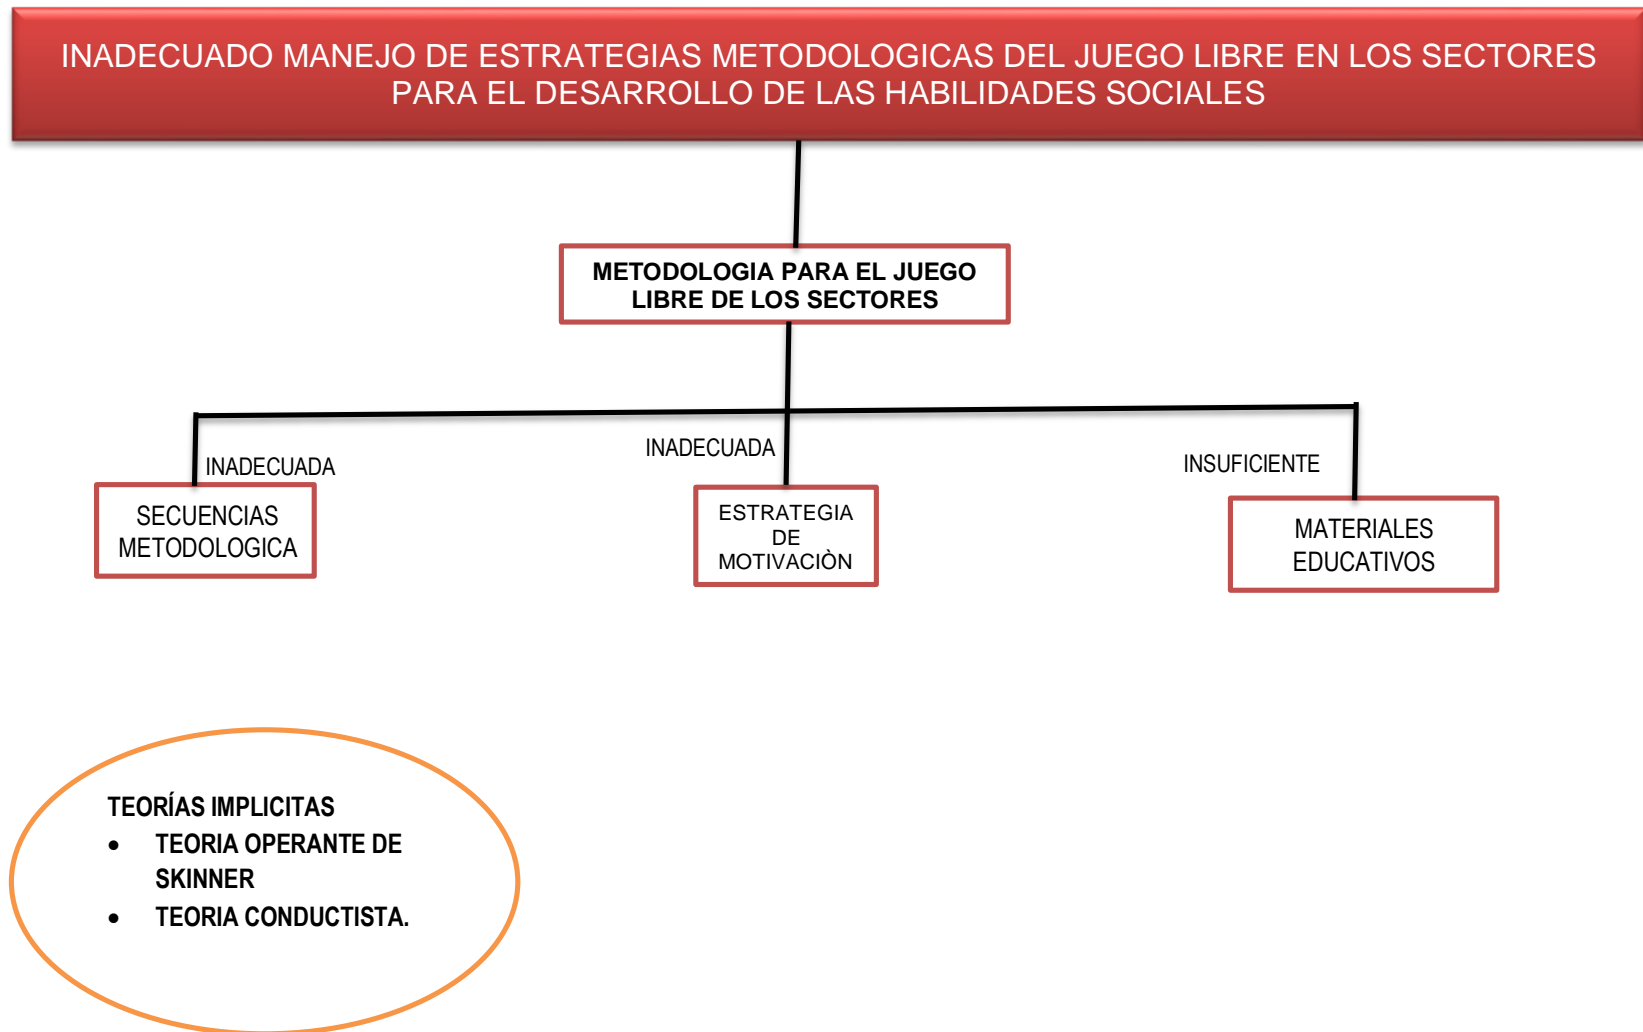 INADECUADO MANEJO DE ESTRATEGIAS METODOLOGICAS DEL JUEGO LIBRE EN LOS SECTORES
PARA EL DESARROLLO DE LAS HABILIDADES SOCIALES
METODOLOGIA PARA EL JUEGO
LIBRE DE LOS SECTORES
INADECUADA
INADECUADA
INSUFICIENTE
SECUENCIAS
METODOLOGICA
ESTRATEGIA
DE
MOTIVACIÒN
MATERIALES
EDUCATIVOS
TEORÍAS IMPLICITAS
• TEORIA OPERANTE DE
SKINNER
• TEORIA CONDUCTISTA.